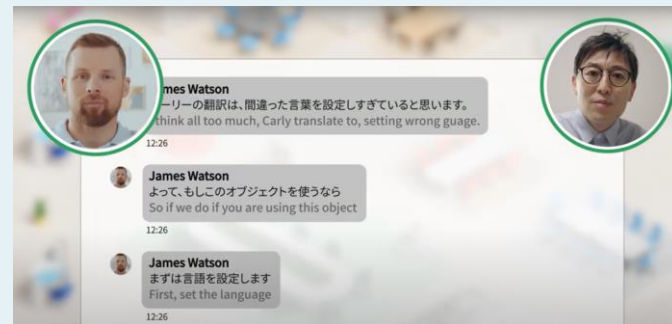 James Watson
ーリーの翻訳は、間違った言葉を設定しすぎていると思います。
think all too much, Carly translate to, setting wrong guage.
12:26
James Watson
よって、もしこのオブジェクトを使うなら
So if we do if you are using this object
12:26
James Watson
まずは言語を設定します
First, set the language
12:26